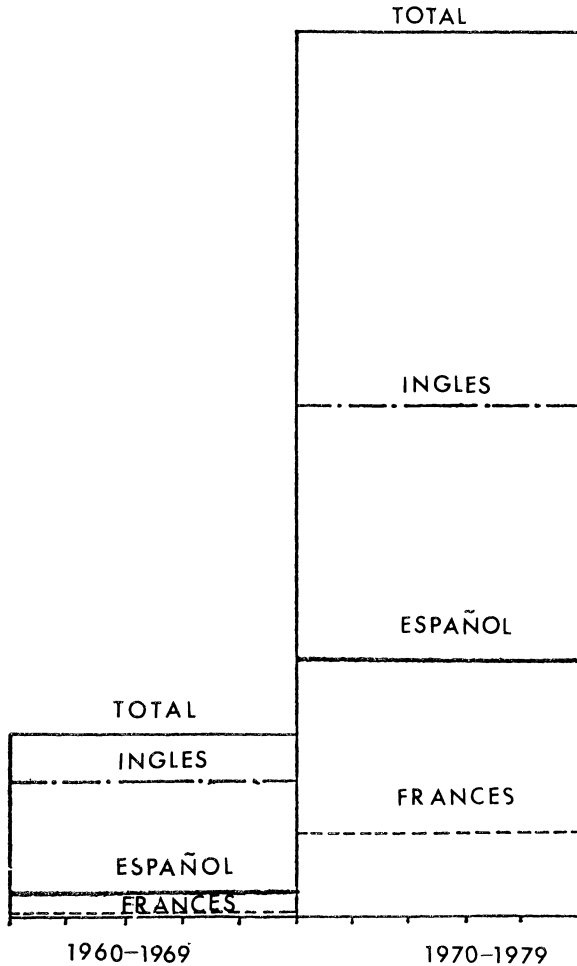 TOTAL
INGLES
ESPAÑOL
TOTAL
INGLES
FRANCES
ESPAÑOL
FRANCES
1960-1969
1970-1979